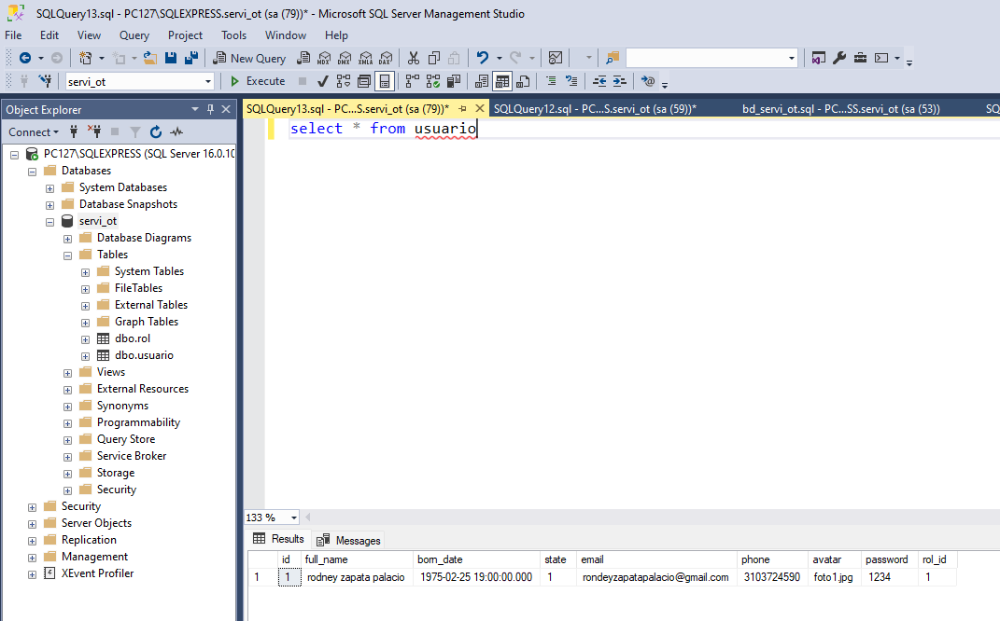 SQLQuery13.sql - PC127\SQLEXPRESS.servi_ot (sa (79))* - Microsoft SQL Server Management Studio
File Edit View Query Project Tools Window Help
New Query MDX DMX XMLA DAX
servi_ot Execute
Object Explorer
SQLQuery13.sql - PC...S.servi_ot (sa (79))* SQLQuery12.sql - PC...S.servi_ot (sa (59))* bd_servi_ot.sql - PC...SS.servi_ot (sa (53)) SQ
Connect
select * from usuario
PC127\SQLEXPRESS (SQL Server 16.0.10
Databases
System Databases
Database Snapshots
servi_ot
Database Diagrams
Tables
System Tables
FileTables
External Tables
Graph Tables
dbo.rol
dbo.usuario
Views
External Resources
Synonyms
Programmability
Query Store
Service Broker
Storage
Security
Security
Server Objects
Replication
Management
XEvent Profiler
133 %
Results Messages
id full_name born_date state email phone avatar password rol_id
1 1 rodney zapata palacio 1975-02-25 19:00:00.000 1 rondeyzapatapalacio@gmail.com 3103724590 foto1.jpg 1234 1